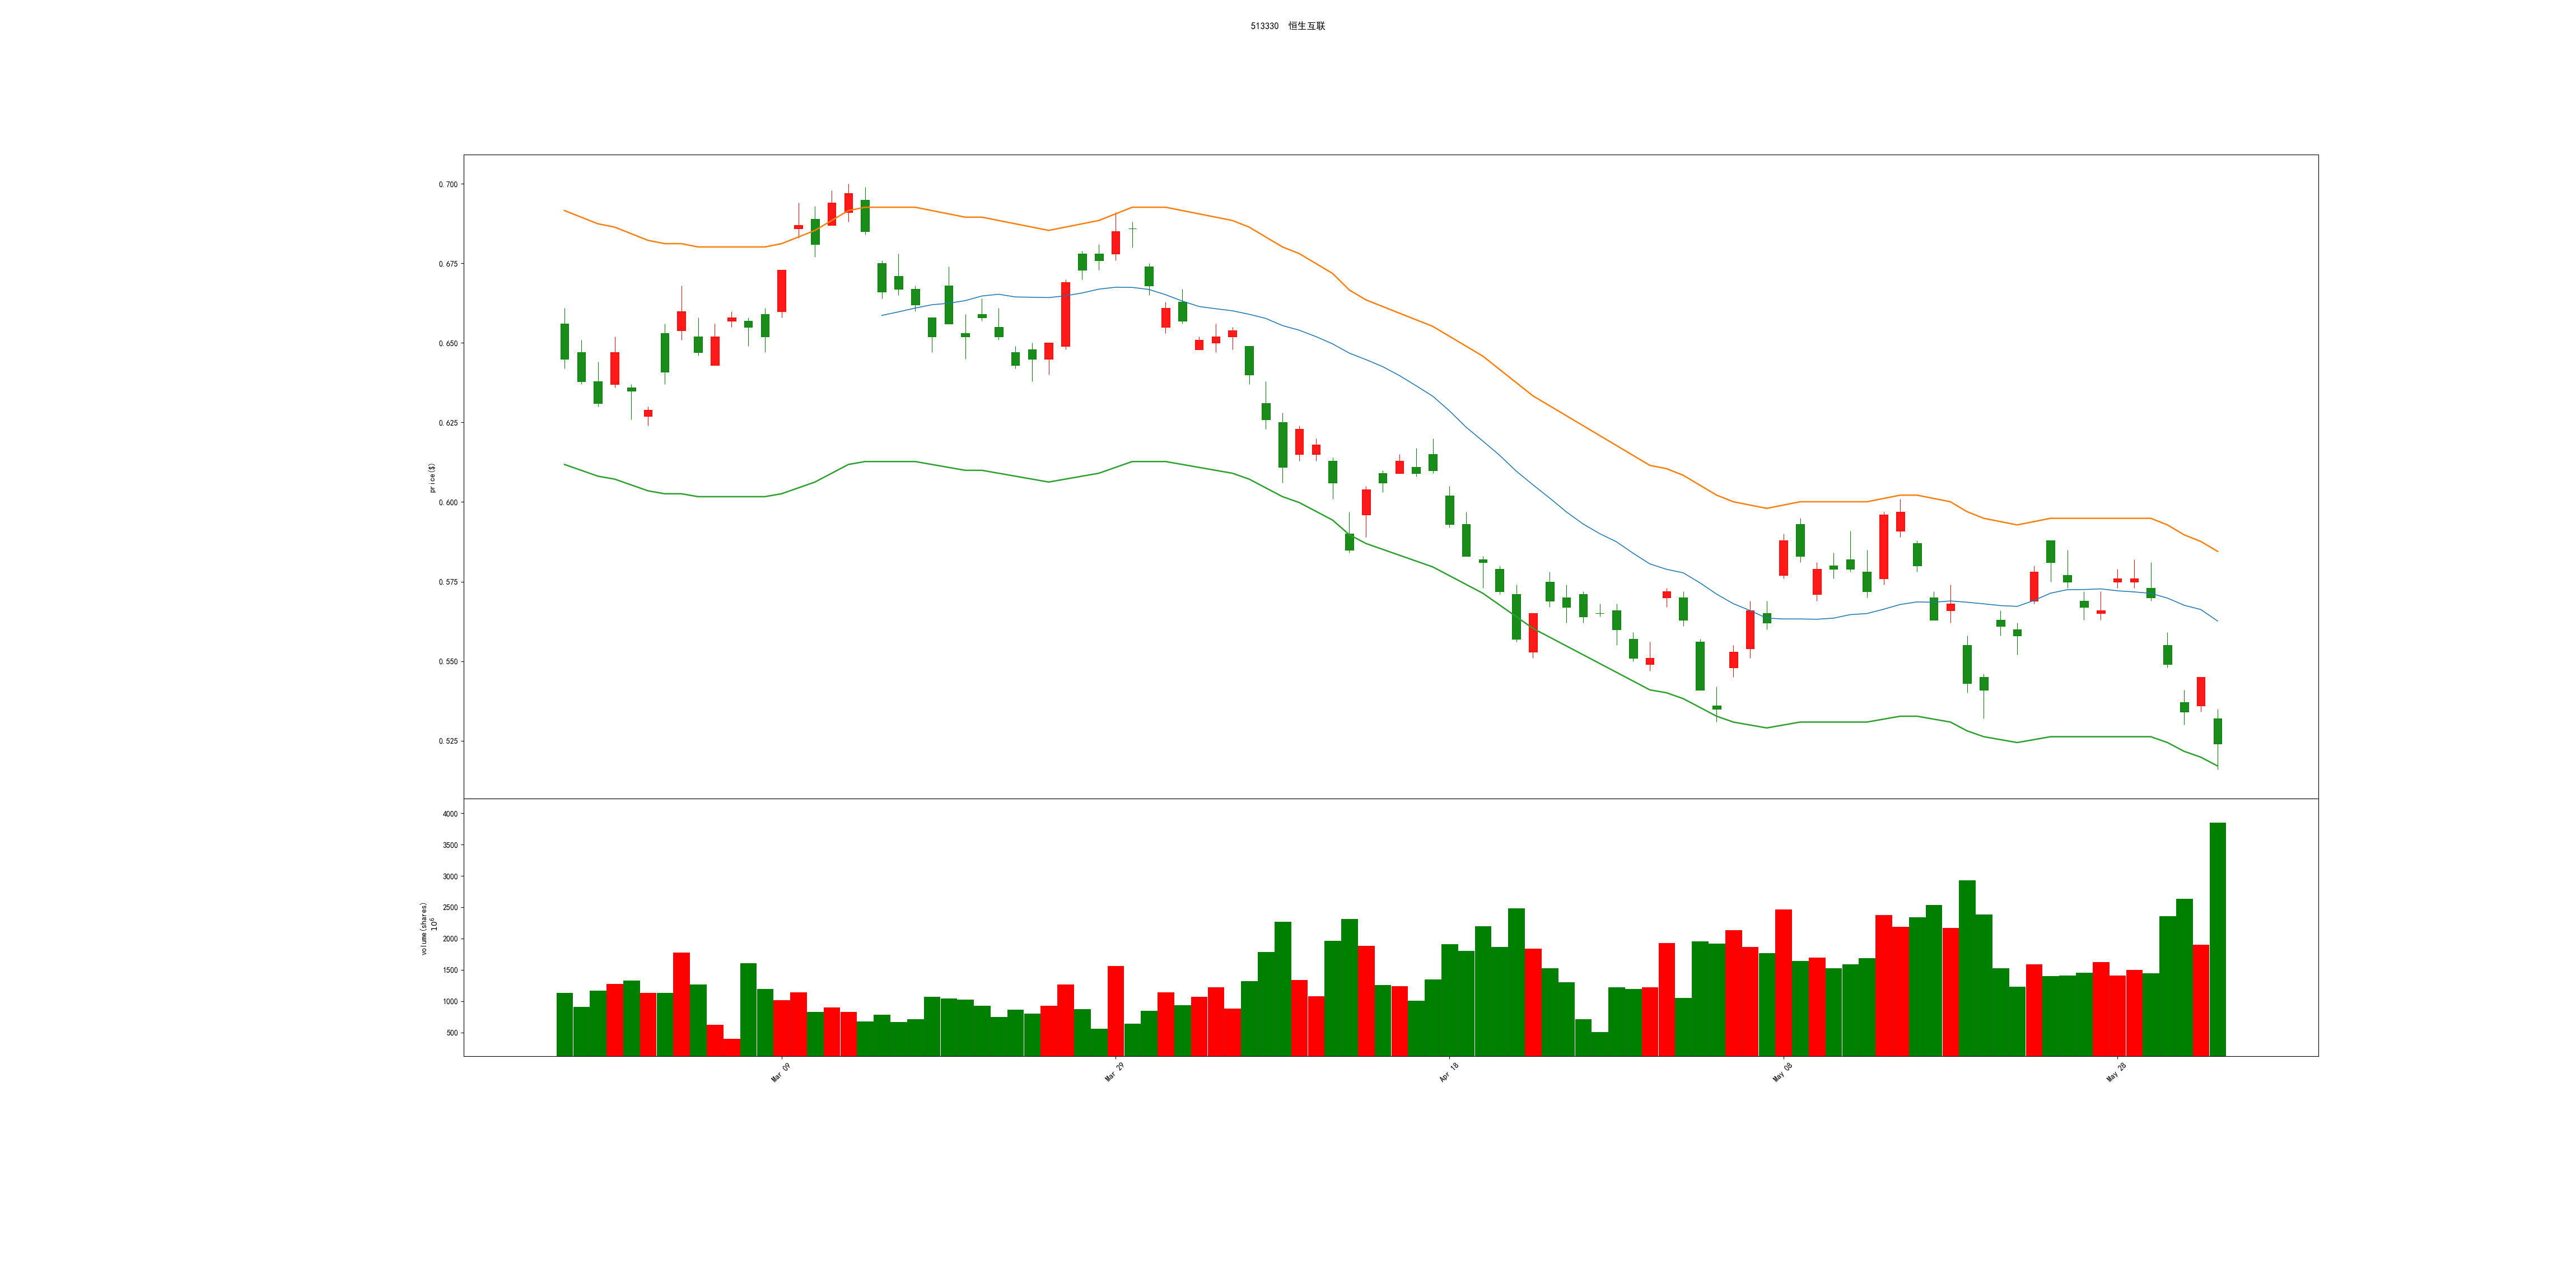 513330 恒生互联
0.700
0.675
0.650
0.625
0.600
0.575
0.550
0.525
price($)
4000
3500
3000
2500
2000
1500
1000
500
volume(shares)
10^6
Mar 09
Mar 29
Apr 18
May 08
May 28